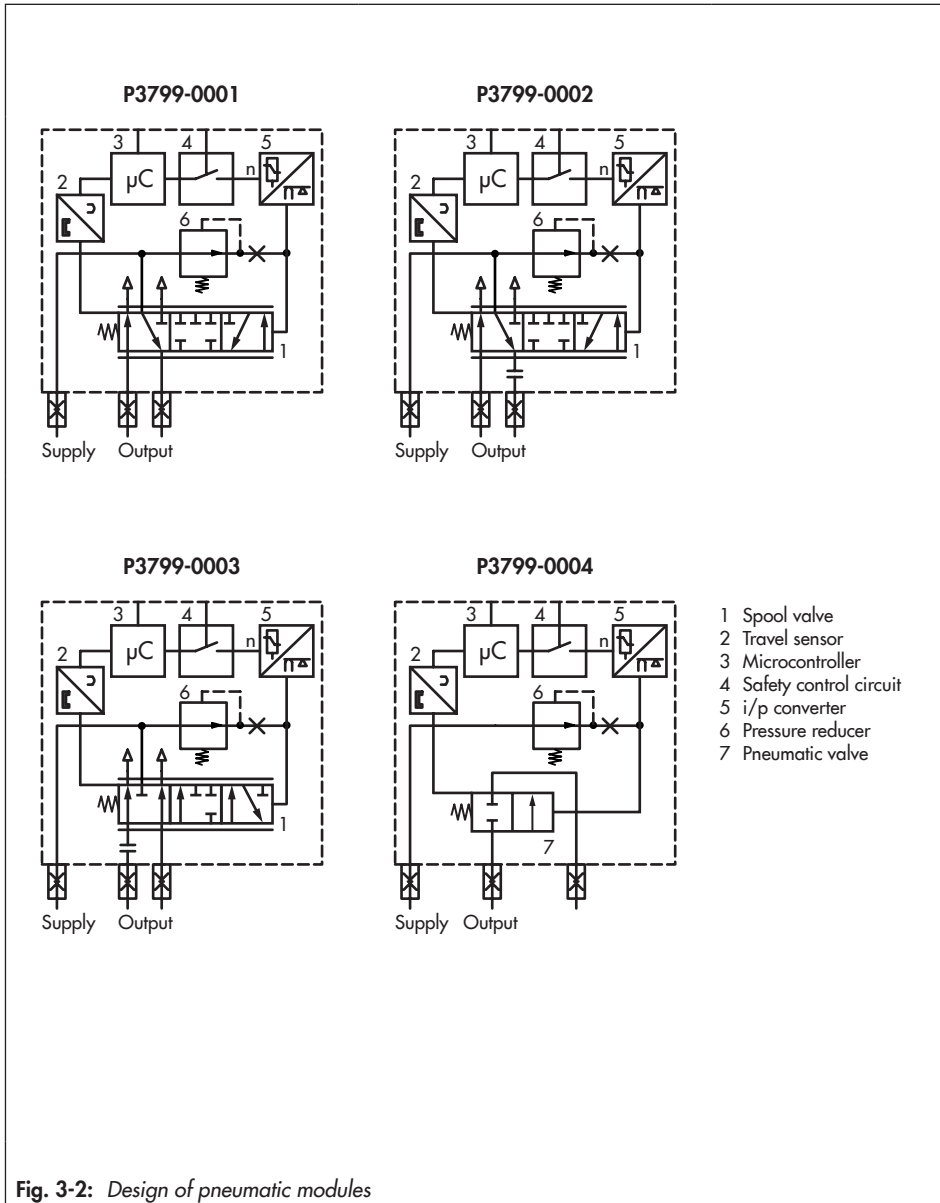 P3799-0001
P3799-0002
3
4
5
µC
n
2
6
1
Supply Output
3
4
5
µC
n
2
6
1
Supply Output
P3799-0003
P3799-0004
3
4
5
µC
n
2
6
1
Supply Output
3
4
5
µC
n
2
6
7
Supply Output
1 Spool valve
2 Travel sensor
3 Microcontroller
4 Safety control circuit
5 i/p converter
6 Pressure reducer
7 Pneumatic valve
Fig. 3-2: Design of pneumatic modules